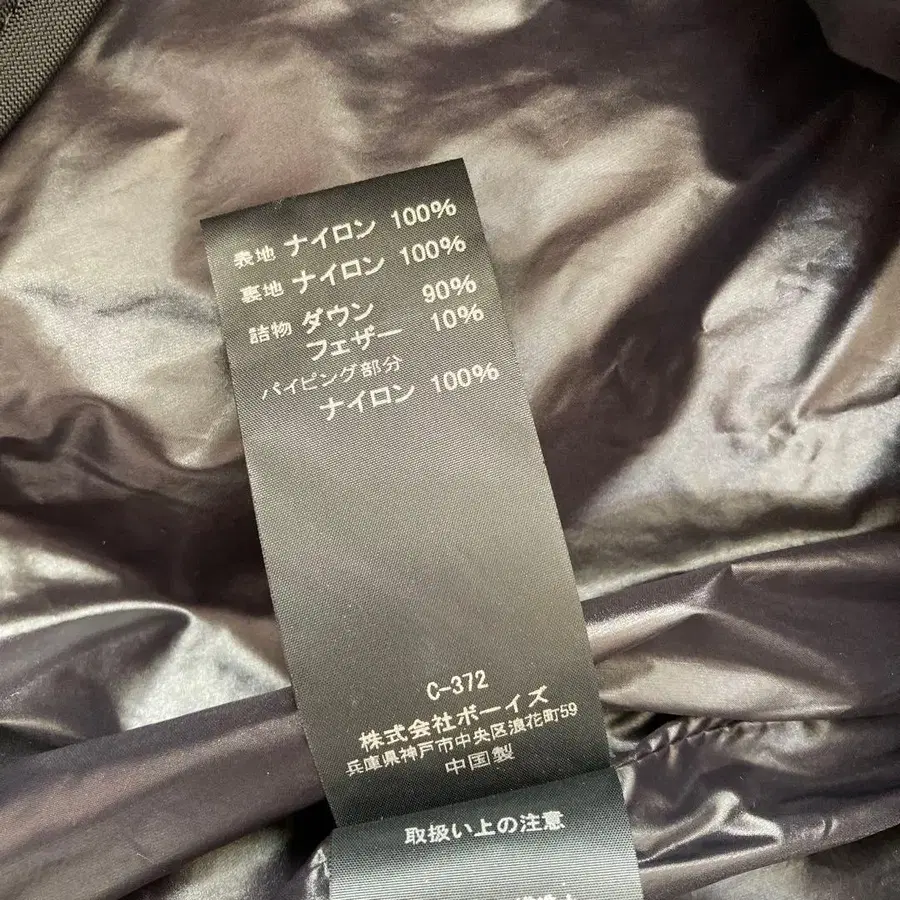 表地 ナイロン 100%
裏地 ナイロン 100%
詰物 ダウン 90%
フェザー 10%
パイピング部分
ナイロン 100%
C-372
株式会社ボーイズ
兵庫県神戸市中央区浪花町59
中国製
取扱い上の注意